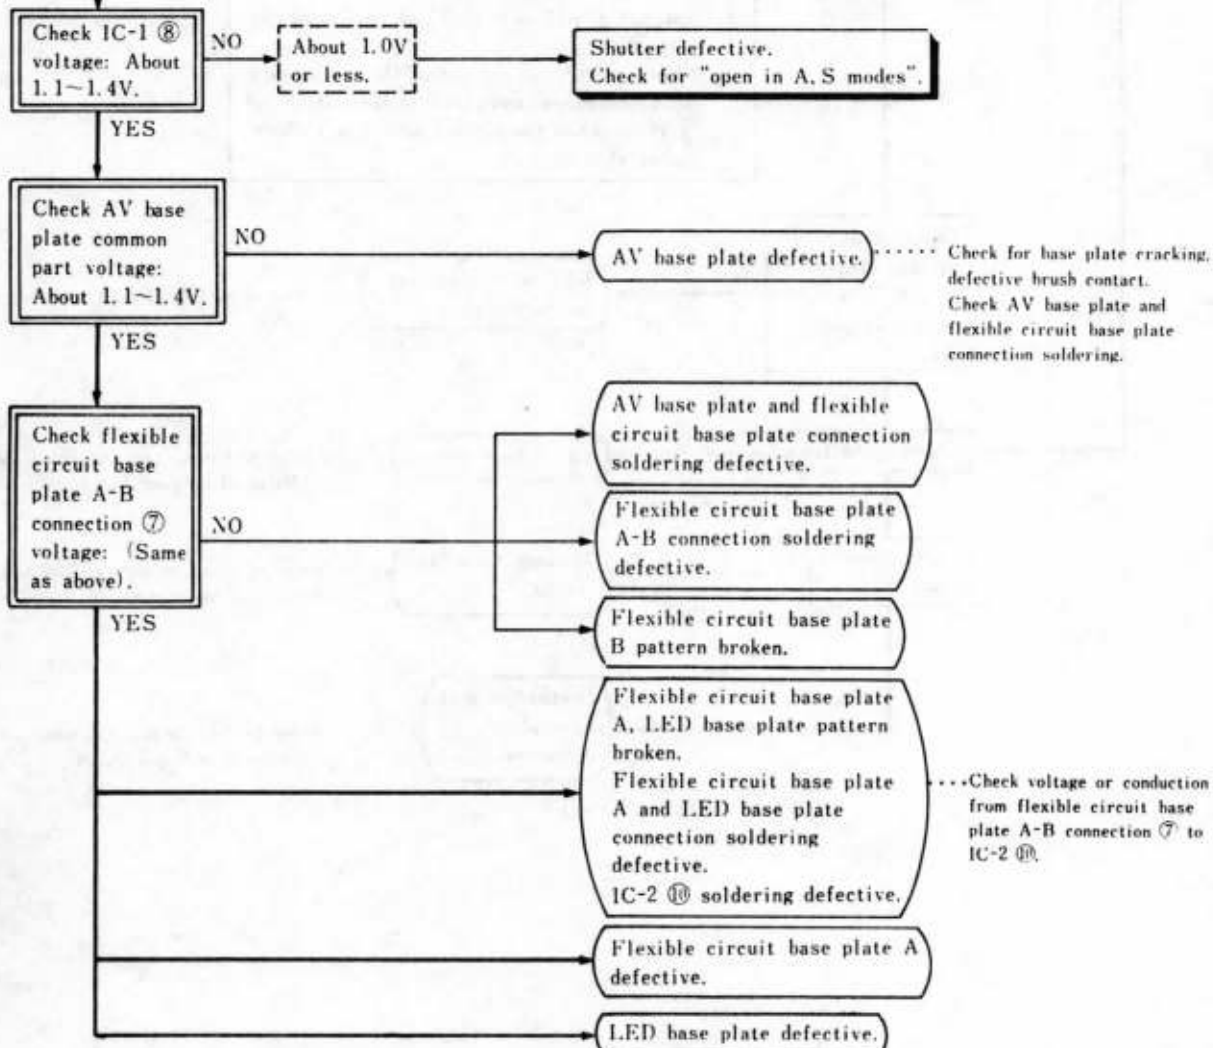 Check IC-1 ⑧
voltage: About
1.1~1.4V.
NO
About 1.0V
or less.
Shutter defective.
Check for "open in A, S modes".
YES
Check AV base
plate common
part voltage:
About 1.1~1.4V.
NO
AV base plate defective.
Check for base plate cracking,
defective brush contact.
Check AV base plate and
flexible circuit base plate
connection soldering.
YES
Check flexible
circuit base
plate A-B
connection ⑦
voltage: (Same
as above).
NO
AV base plate and flexible
circuit base plate connection
soldering defective.
Flexible circuit base plate
A-B connection soldering
defective.
Flexible circuit base plate
B pattern broken.
YES
Flexible circuit base plate
A, LED base plate pattern
broken.
Flexible circuit base plate
A and LED base plate
connection soldering
defective.
IC-2 ⑩ soldering defective.
Check voltage or conduction
from flexible circuit base
plate A-B connection ⑦ to
IC-2 ⑩.
Flexible circuit base plate A
defective.
LED base plate defective.